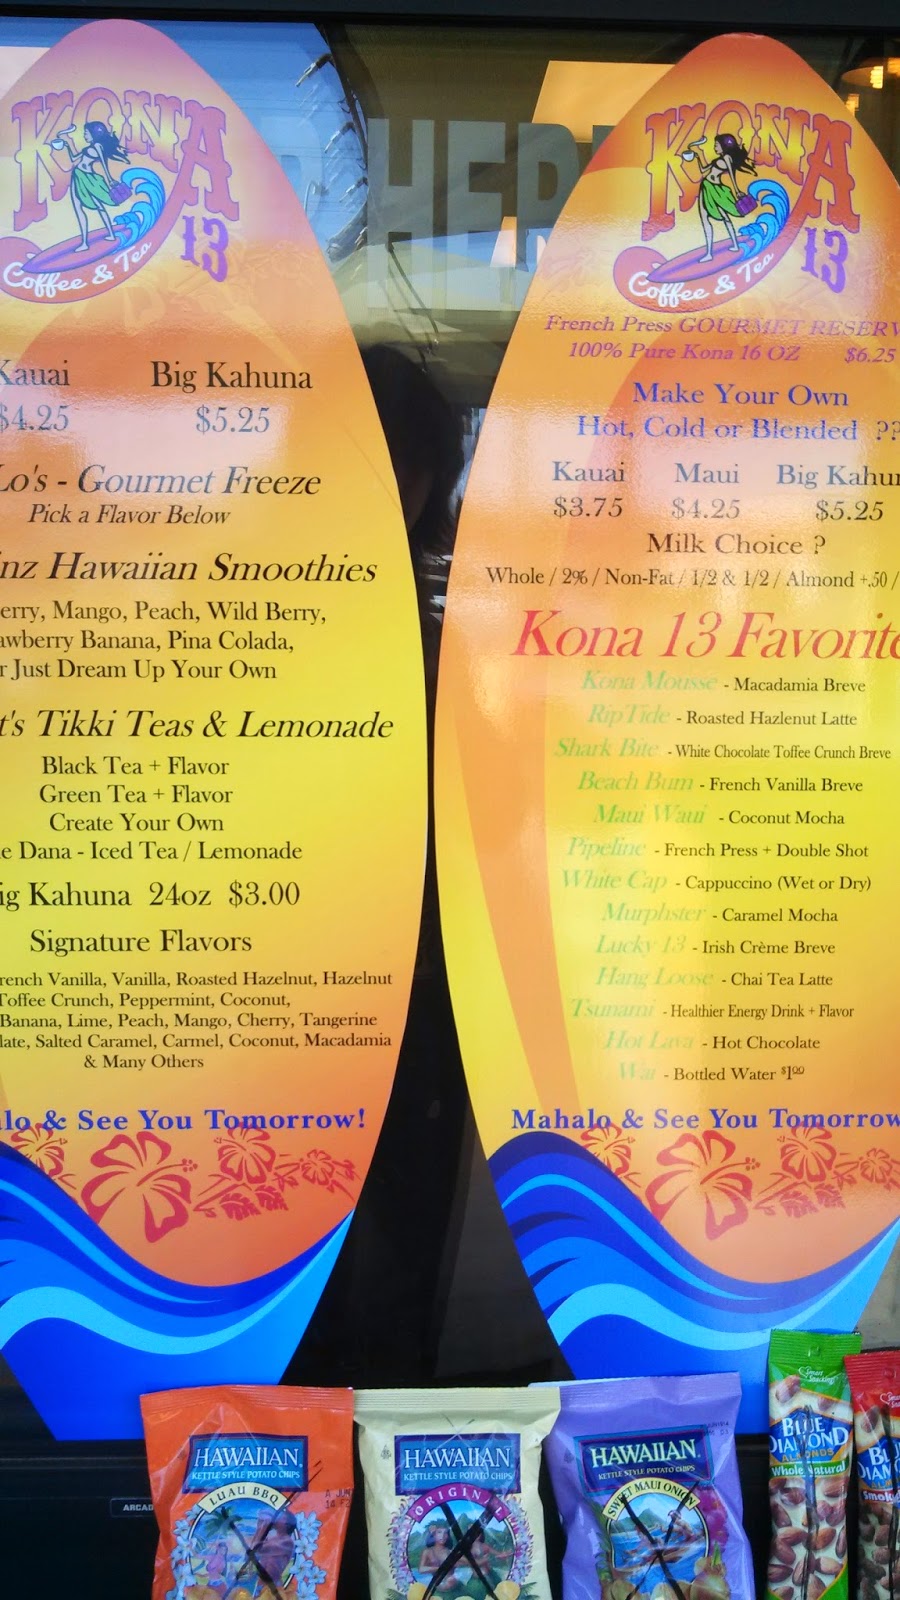 KONA
13
Coffee & Tea
Kauai Big Kahuna
$4.25 $5.25
Lo's - Gourmet Freeze
Pick a Flavor Below
nz Hawaiian Smoothies
erry, Mango, Peach, Wild Berry,
awberry Banana, Pina Colada,
r Just Dream Up Your Own
t's Tikki Teas & Lemonade
Black Tea + Flavor
Green Tea + Flavor
Create Your Own
e Dana - Iced Tea / Lemonade
ig Kahuna 24oz $3.00
Signature Flavors
rench Vanilla, Vanilla, Roasted Hazelnut, Hazelnut
Toffee Crunch, Peppermint, Coconut,
Banana, Lime, Peach, Mango, Cherry, Tangerine
late, Salted Caramel, Carmel, Coconut, Macadamia
& Many Others
alo & See You Tomorrow!
HERE
KONA
13
Coffee & Tea
French Press GOURMET RESERV
100% Pure Kona 16 OZ $6.25
Make Your Own
Hot, Cold or Blended ??
Kauai Maui Big Kahun
$3.75 $4.25 $5.25
Milk Choice ?
Whole / 2% / Non-Fat / 1/2 & 1/2 / Almond +.50 /
Kona 13 Favorite
Kona Mousse - Macadamia Breve
RipTide - Roasted Hazlenut Latte
Shark Bite - White Chocolate Toffee Crunch Breve
Beach Bum - French Vanilla Breve
Maui Waui - Coconut Mocha
Pipeline - French Press + Double Shot
White Cap - Cappuccino (Wet or Dry)
Murphster - Caramel Mocha
Lucky 13 - Irish Crème Breve
Hang Loose - Chai Tea Latte
Tsunami - Healthier Energy Drink + Flavor
Hot Lava - Hot Chocolate
Wai - Bottled Water $1.00
Mahalo & See You Tomorrow
HAWAIIAN
KETTLE STYLE POTATO CHIPS
LUAU BBQ
HAWAIIAN
KETTLE STYLE POTATO CHIPS
ORIGINAL
HAWAIIAN
KETTLE STYLE POTATO CHIPS
SWEET MAUI ONION
BLUE
DIAMOND
ALMONDS
Whole Natural
BLU
DIAM
Smok
ARCAD